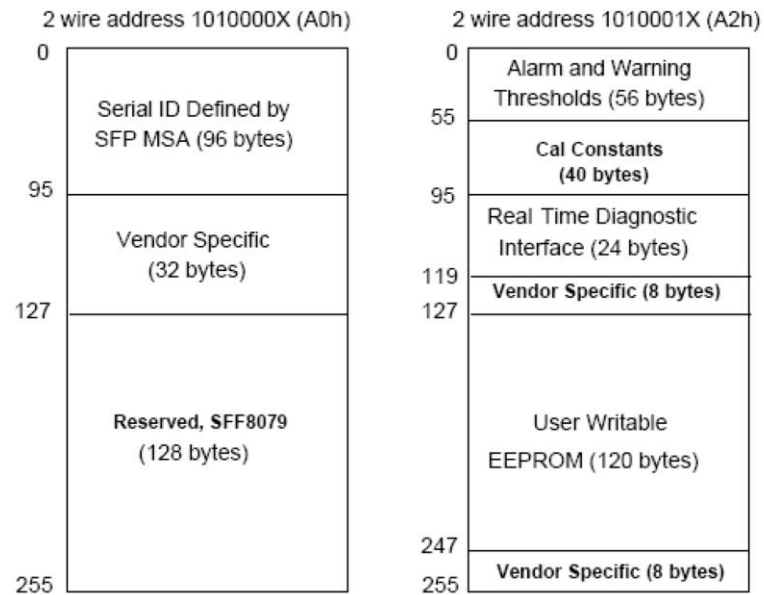 2 wire address 1010000X (A0h)
0
Serial ID Defined by
SFP MSA (96 bytes)
95
Vendor Specific
(32 bytes)
127
Reserved, SFF8079
(128 bytes)
255
2 wire address 1010001X (A2h)
0
Alarm and Warning
Thresholds (56 bytes)
55
Cal Constants
(40 bytes)
95
Real Time Diagnostic
Interface (24 bytes)
119
Vendor Specific (8 bytes)
127
User Writable
EEPROM (120 bytes)
247
Vendor Specific (8 bytes)
255